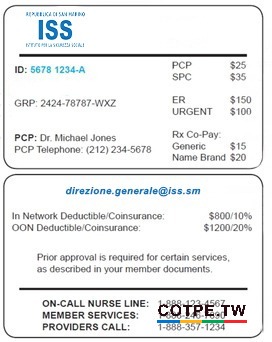 REPUBBLICA DI SAN MARINO
ISS
ISTITUTO PER LA SICUREZZA SOCIALE
ID: 5678 1234-A
PCP $25
SPC $35
GRP: 2424-78787-WXZ
ER $150
URGENT $100
PCP: Dr. Michael Jones
PCP Telephone: (212) 234-5678
Rx Co-Pay:
Generic $15
Name Brand $20
direzione.generale@iss.sm
In Network Deductible/Coinsurance: $800/10%
OON Deductible/Coinsurance: $1200/20%
Prior approval is required for certain services,
as described in your member documents.
ON-CALL NURSE LINE: 1-888-123-4567
MEMBER SERVICES:
PROVIDERS CALL: 1-888-357-1234
COTPE.TW